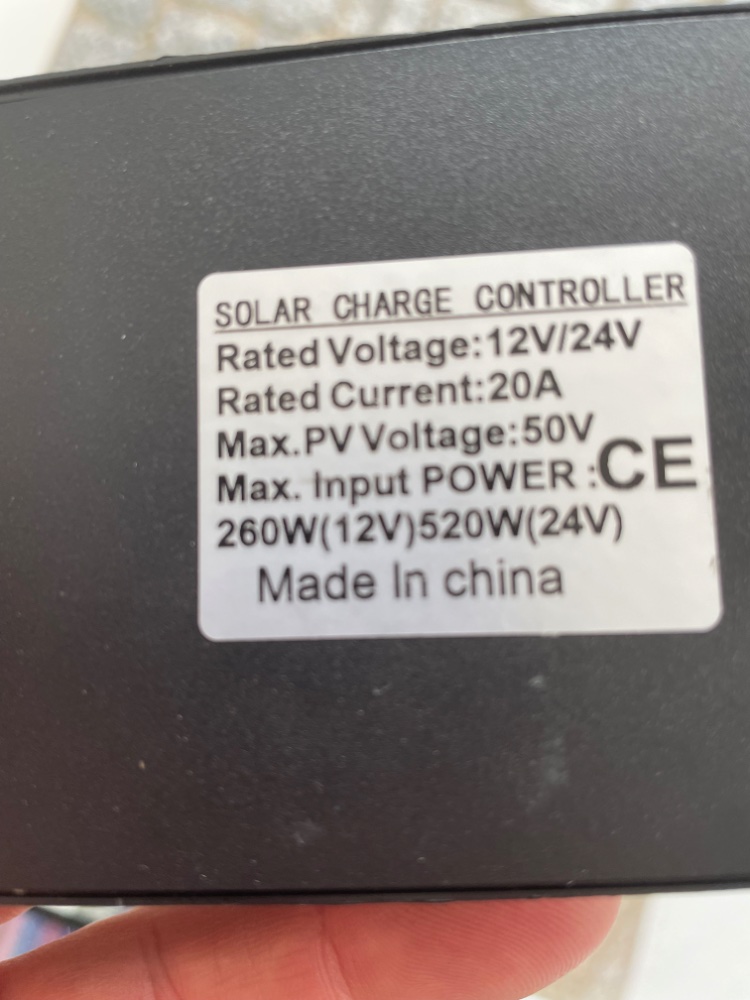 SOLAR CHARGE CONTROLLER
Rated Voltage:12V/24V
Rated Current:20A
Max.PV Voltage:50V
Max. Input POWER :CE
260W(12V)520W(24V)
Made In china